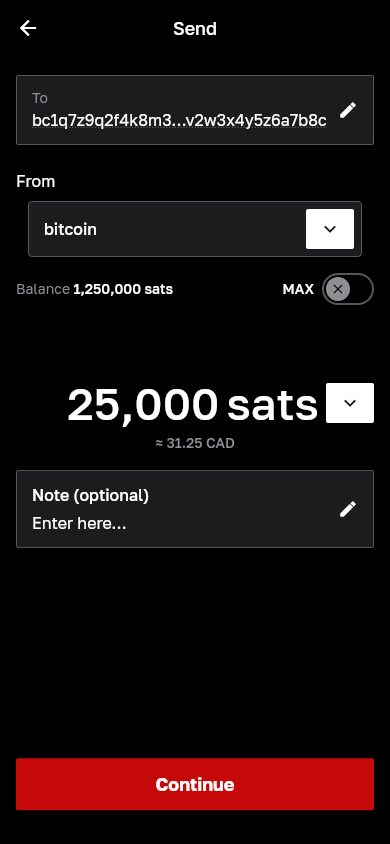 Send
To
bc1q7z9q2f4k8m3...v2w3x4y5z6a7b8c
From
bitcoin
Balance 1,250,000 sats MAX
25,000 sats
≈ 31.25 CAD
Note (optional)
Enter here...
Continue